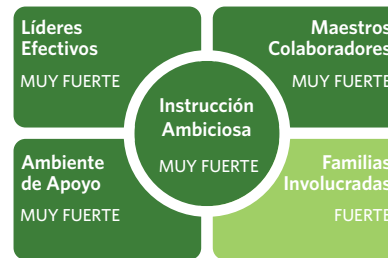 Líderes
Efectivos
MUY FUERTE
Maestros
Colaboradores
MUY FUERTE
Instrucción
Ambiciosa
MUY FUERTE
Ambiente
de Apoyo
MUY FUERTE
Familias
Involucradas
FUERTE